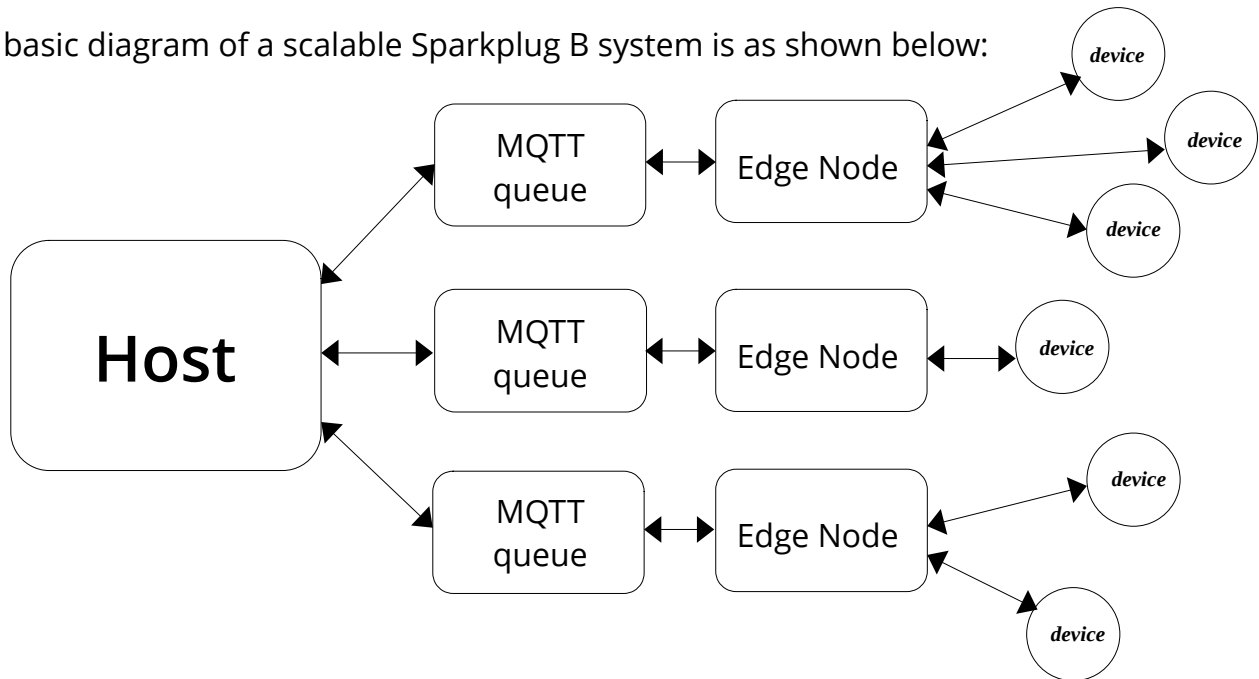 basic diagram of a scalable Sparkplug B system is as shown below:
device
MQTT
queue
Edge Node
device
device
Host
MQTT
queue
Edge Node
device
MQTT
queue
Edge Node
device
device